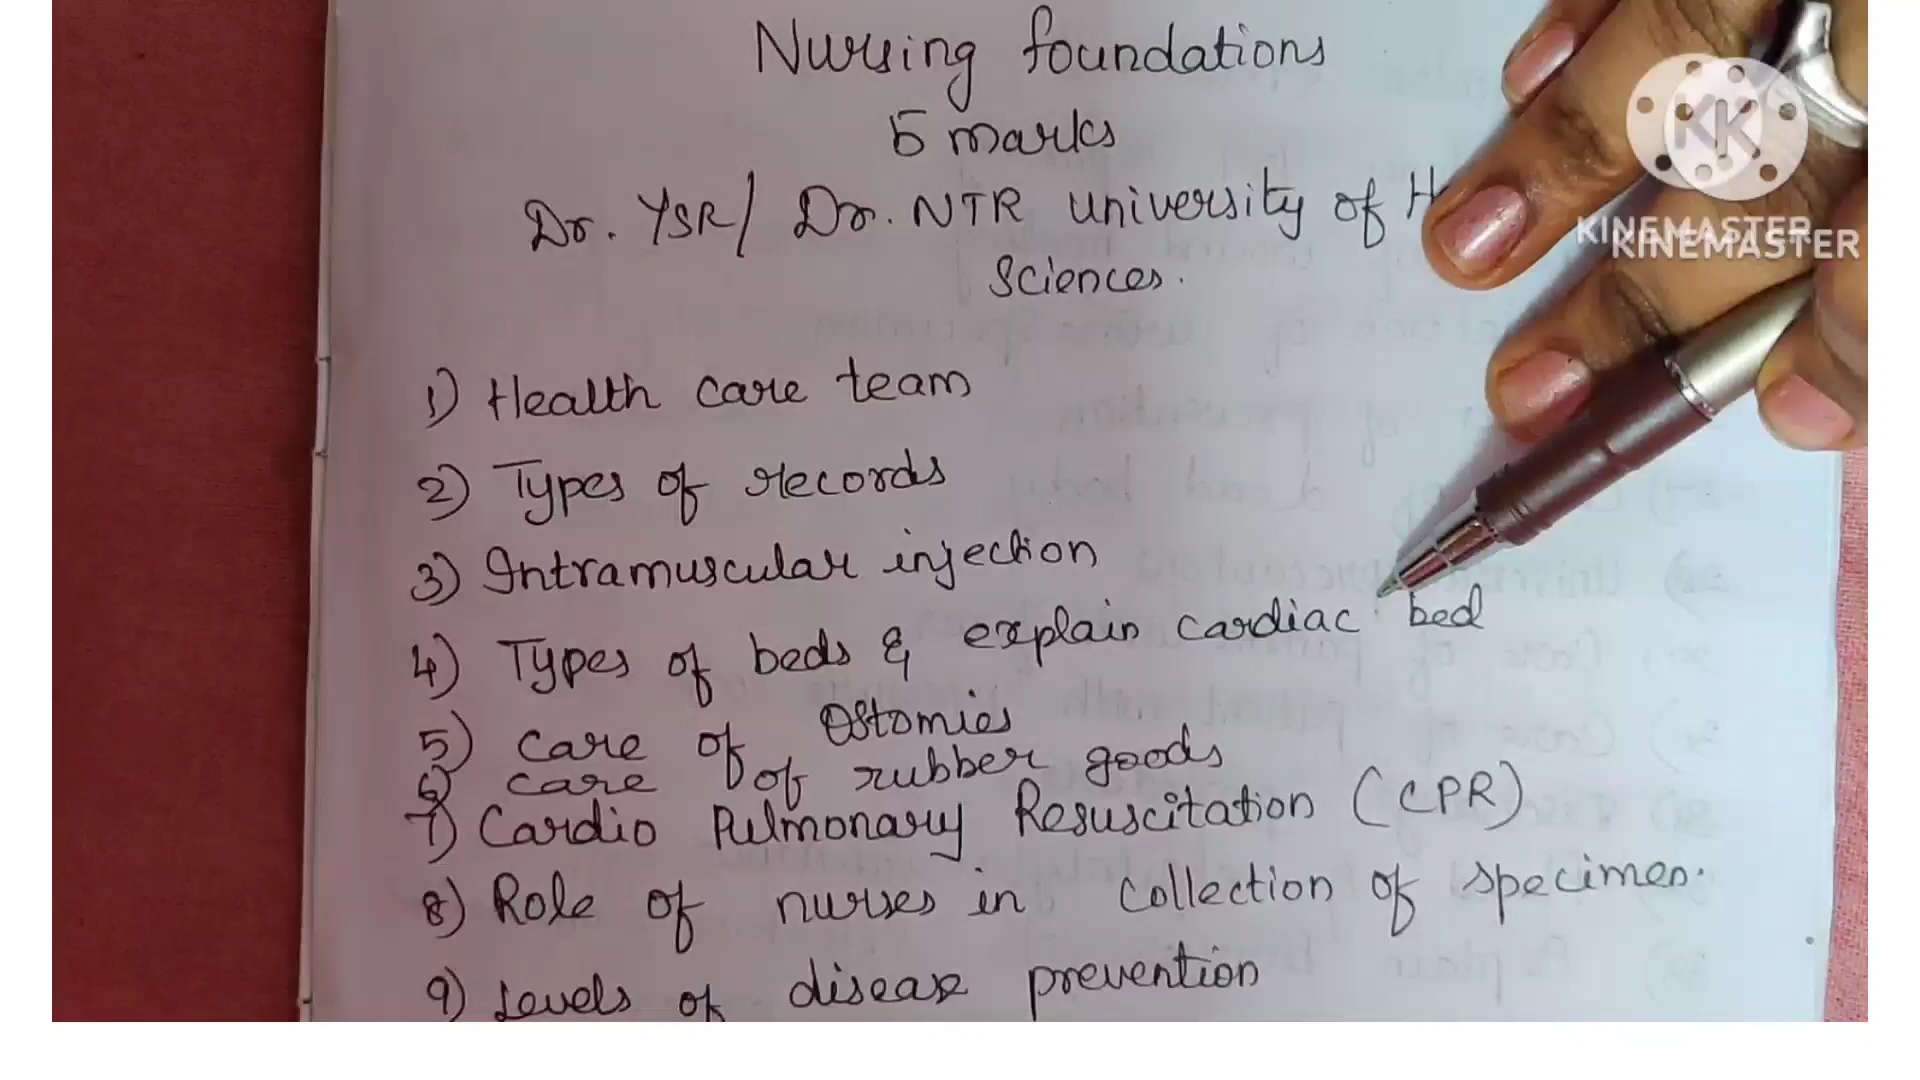 Nursing foundations
5 marks
Dr. YSR/ Dr. NTR university of H
Sciences.
1) Health care team
2) Types of records
3) Intramuscular injection
4) Types of beds & explain cardiac bed
5) care of Ostomies
6) care of rubber goods
7) Cardio Pulmonary Resuscitation (CPR)
8) Role of nurses in collection of specimen.
9) Levels of disease prevention
KK
KINEMASTER
KINEMASTER